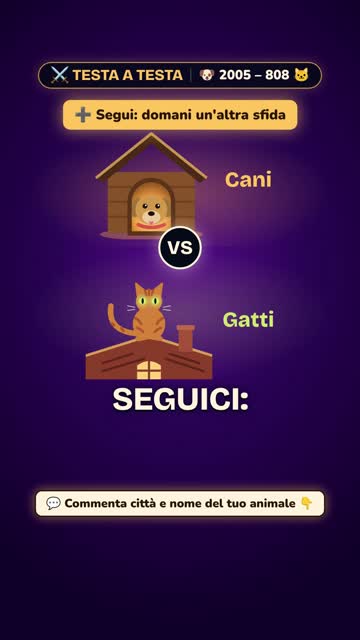 ⚔️ TESTA A TESTA | 🐶 2005 – 808 🐱
➕ Segui: domani un'altra sfida
Cani
VS
Gatti
SEGUICI:
💬 Commenta città e nome del tuo animale 👇